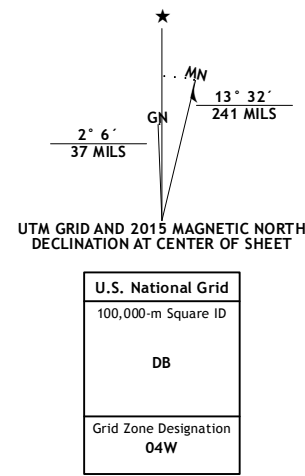 ★
MN
GN
13° 32´
241 MILS
2° 6´
37 MILS
UTM GRID AND 2015 MAGNETIC NORTH
DECLINATION AT CENTER OF SHEET
U.S. National Grid
100,000-m Square ID
DB
Grid Zone Designation
04W